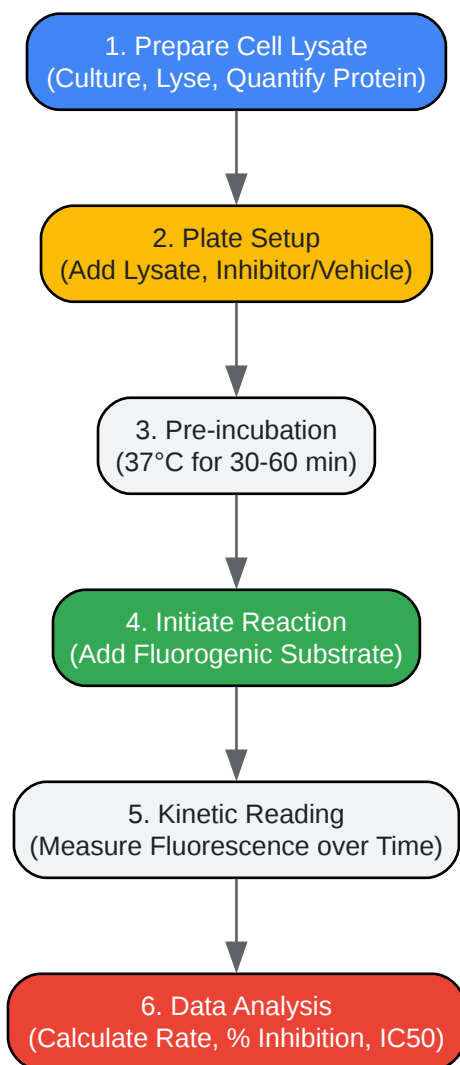 1. Prepare Cell Lysate
(Culture, Lyse, Quantify Protein)
2. Plate Setup
(Add Lysate, Inhibitor/Vehicle)
3. Pre-incubation
(37°C for 30-60 min)
4. Initiate Reaction
(Add Fluorogenic Substrate)
5. Kinetic Reading
(Measure Fluorescence over Time)
6. Data Analysis
(Calculate Rate, % Inhibition, IC50)